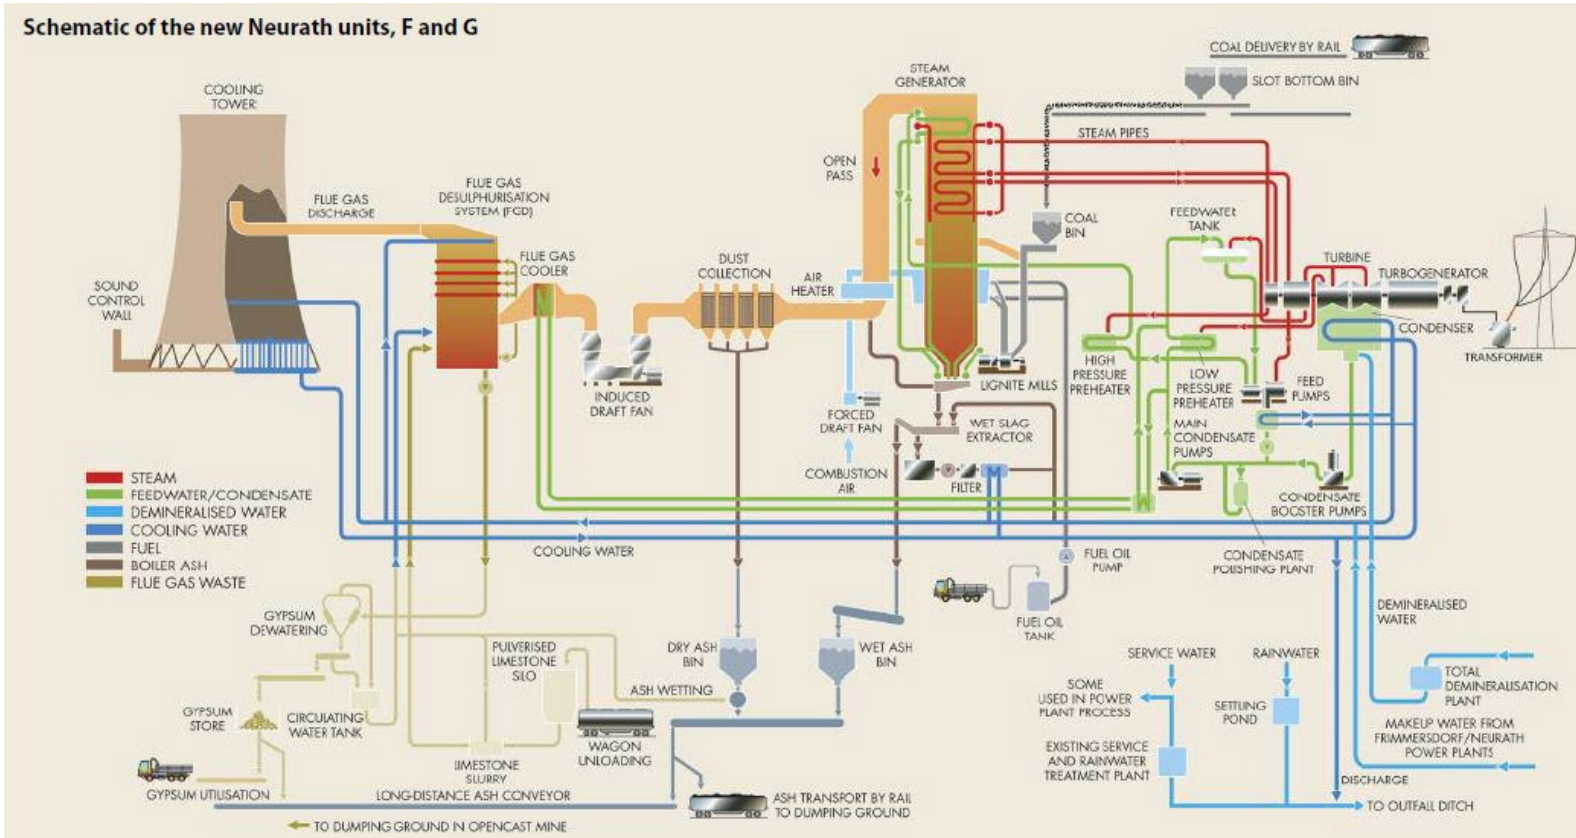 Schematic of the new Neurath units, F and G
COAL DELIVERY BY RAIL
SLOT BOTTOM BIN
STEAM
GENERATOR
COOLING
TOWER
STEAM PIPES
OPEN
PASS
FLUE GAS
DISCHARGE
FLUE GAS
DESULPHURISATION
SYSTEM (FGD)
COAL
BIN
FEEDWATER
TANK
FLUE GAS
COOLER
DUST
COLLECTION
AIR
HEATER
TURBINE
TURBOGENERATOR
SOUND
CONTROL
WALL
CONDENSER
TRANSFORMER
INDUCED
DRAFT FAN
LIGNITE MILLS
HIGH
PRESSURE
PREHEATER
LOW
PRESSURE
PREHEATER
FEED
PUMPS
FORCED
DRAFT FAN
WET SLAG
EXTRACTOR
MAIN
CONDENSATE
PUMPS
COMBUSTION
AIR
FILTER
CONDENSATE
BOOSTER PUMPS
STEAM
FEEDWATER/CONDENSATE
DEMINERALISED WATER
COOLING WATER
FUEL
BOILER ASH
FLUE GAS WASTE
COOLING WATER
FUEL OIL
PUMP
CONDENSATE
POLISHING PLANT
GYPSUM
DEWATERING
FUEL OIL
TANK
DEMINERALISED
WATER
PULVERISED
LIMESTONE
SILO
DRY ASH
BIN
WET ASH
BIN
SERVICE WATER
RAINWATER
ASH WETTING
SOME
USED IN POWER
PLANT PROCESS
SETTLING
POND
TOTAL
DEMINERALISATION
PLANT
GYPSUM
STORE
CIRCULATING
WATER TANK
MAKEUP WATER FROM
FRIMMERSDORF/NEURATH
POWER PLANTS
WAGON
UNLOADING
EXISTING SERVICE
AND RAINWATER
TREATMENT PLANT
LIMESTONE
SLURRY
DISCHARGE
GYPSUM UTILISATION
LONG-DISTANCE ASH CONVEYOR
ASH TRANSPORT BY RAIL
TO DUMPING GROUND
TO OUTFALL DITCH
TO DUMPING GROUND IN OPENCAST MINE